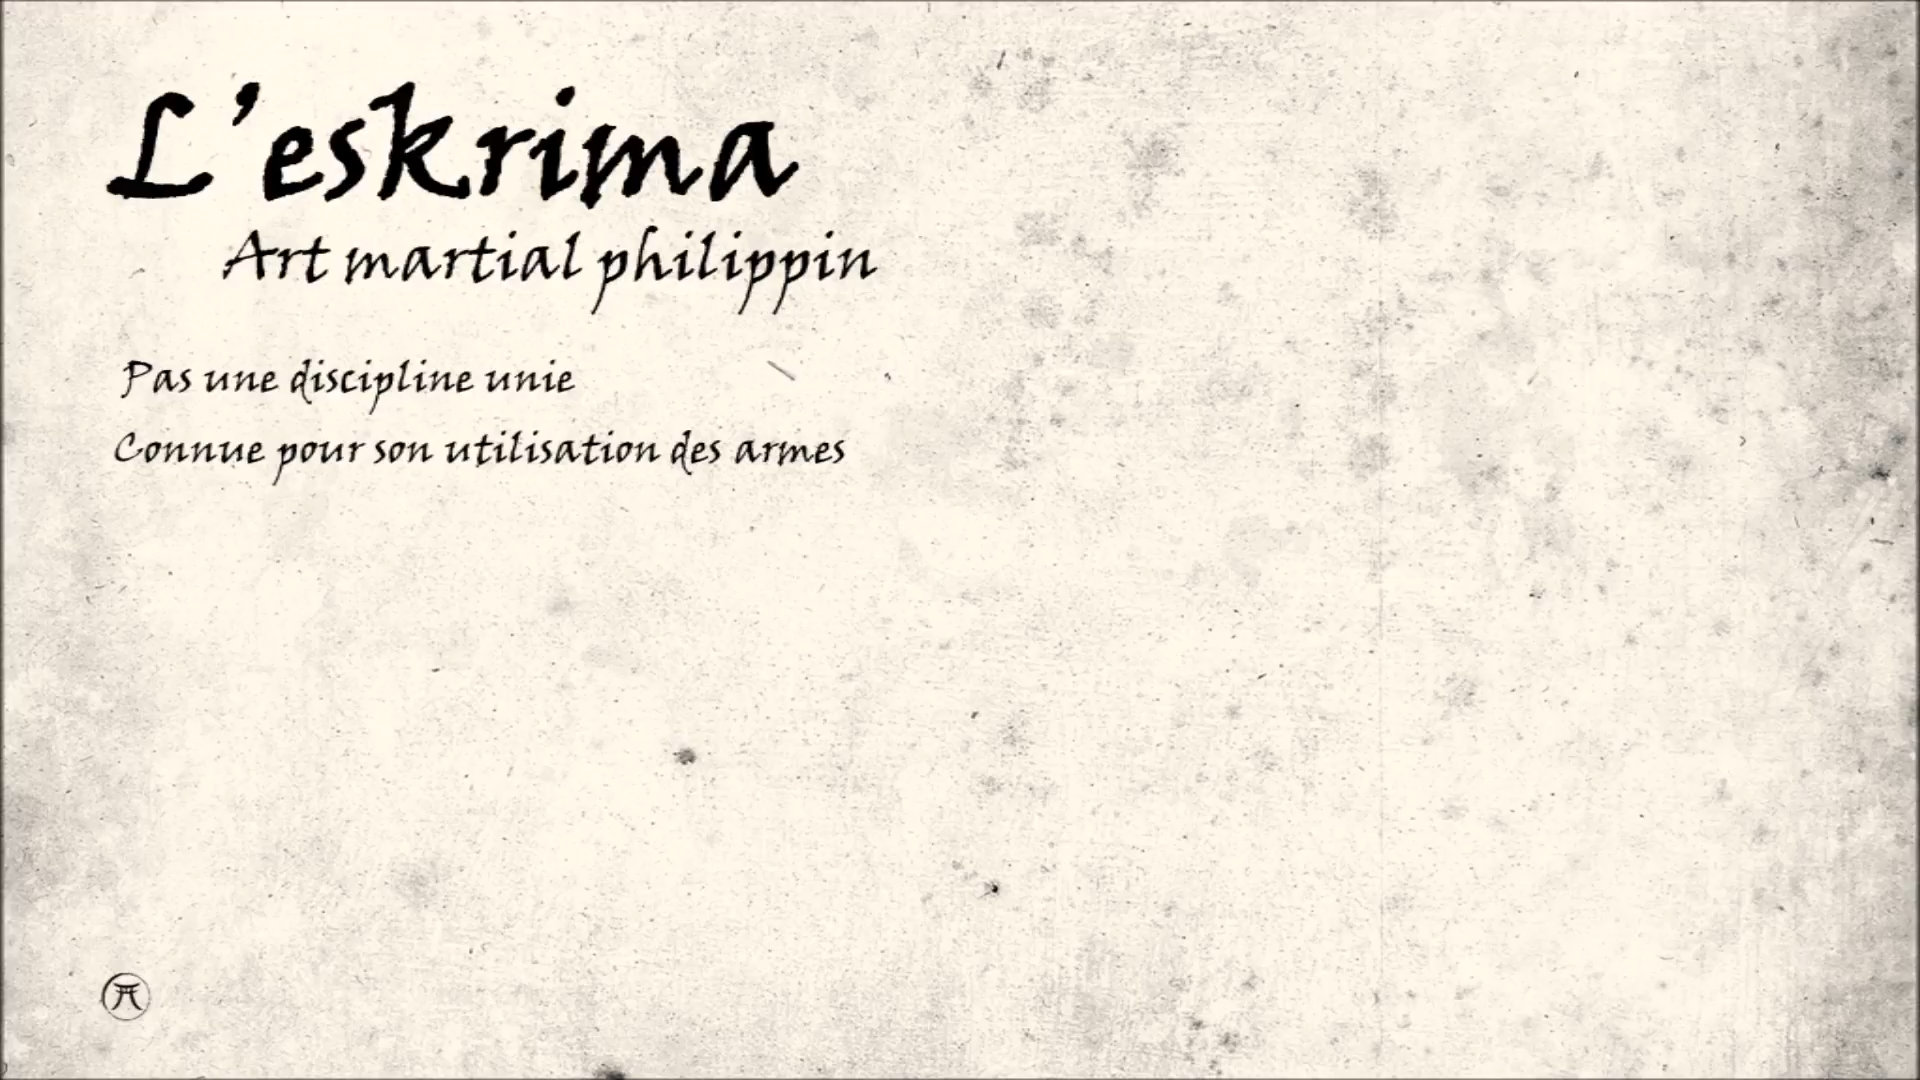 L'eskrima
Art martial philippin
Pas une discipline unie
Connue pour son utilisation des armes